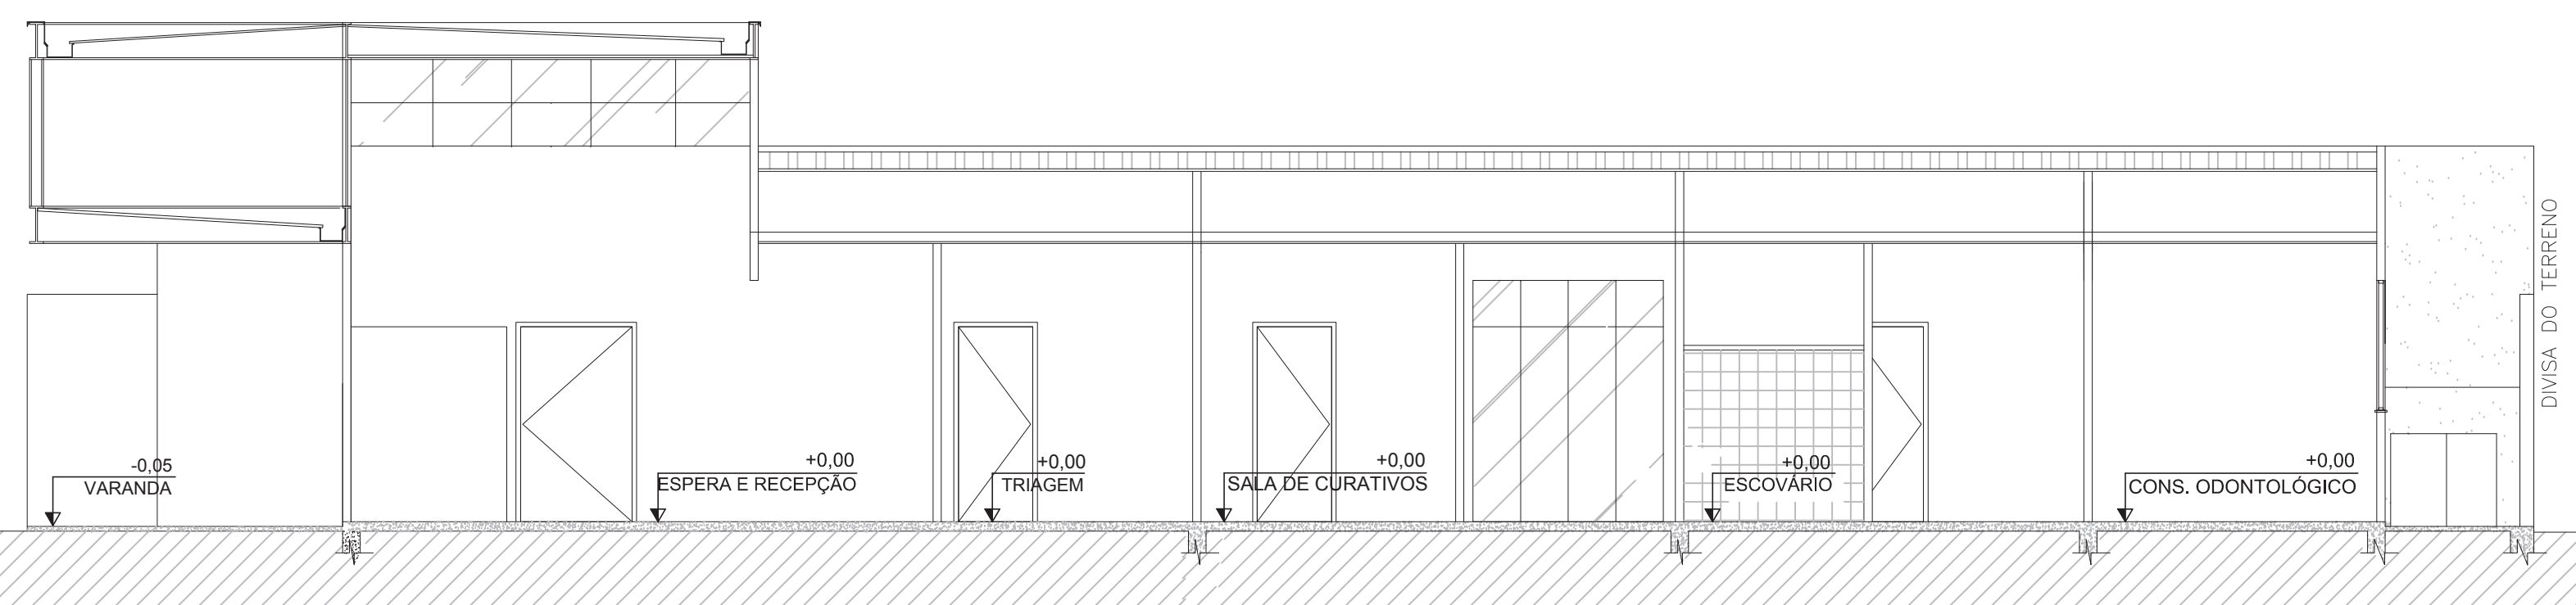 -0,05
VARANDA
+0,00
ESPERA E RECEPÇÃO
+0,00
TRIAGEM
+0,00
SALA DE CURATIVOS
+0,00
ESCOVÁRIO
+0,00
CONS. ODONTOLÓGICO
DIVISA DO TERRENO